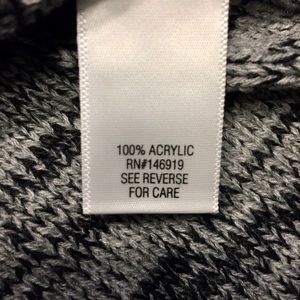 100% ACRYLIC
RN#146919
SEE REVERSE
FOR CARE